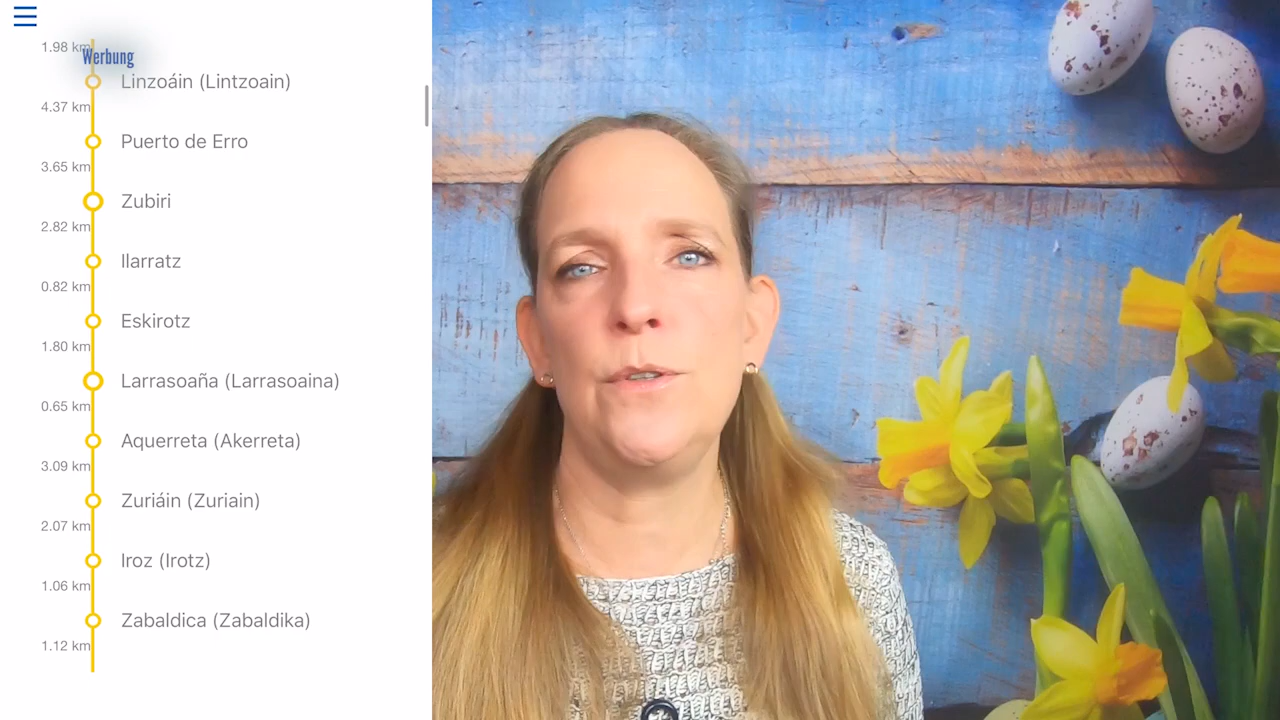 1.98 km
Werbung
Linzoáin (Lintzoain)
4.37 km
Puerto de Erro
3.65 km
Zubiri
2.82 km
Ilarratz
0.82 km
Eskirotz
1.80 km
Larrasoaña (Larrasoaina)
0.65 km
Aquerreta (Akerreta)
3.09 km
Zuriáin (Zuriain)
2.07 km
Iroz (Irotz)
1.06 km
Zabaldica (Zabaldika)
1.12 km